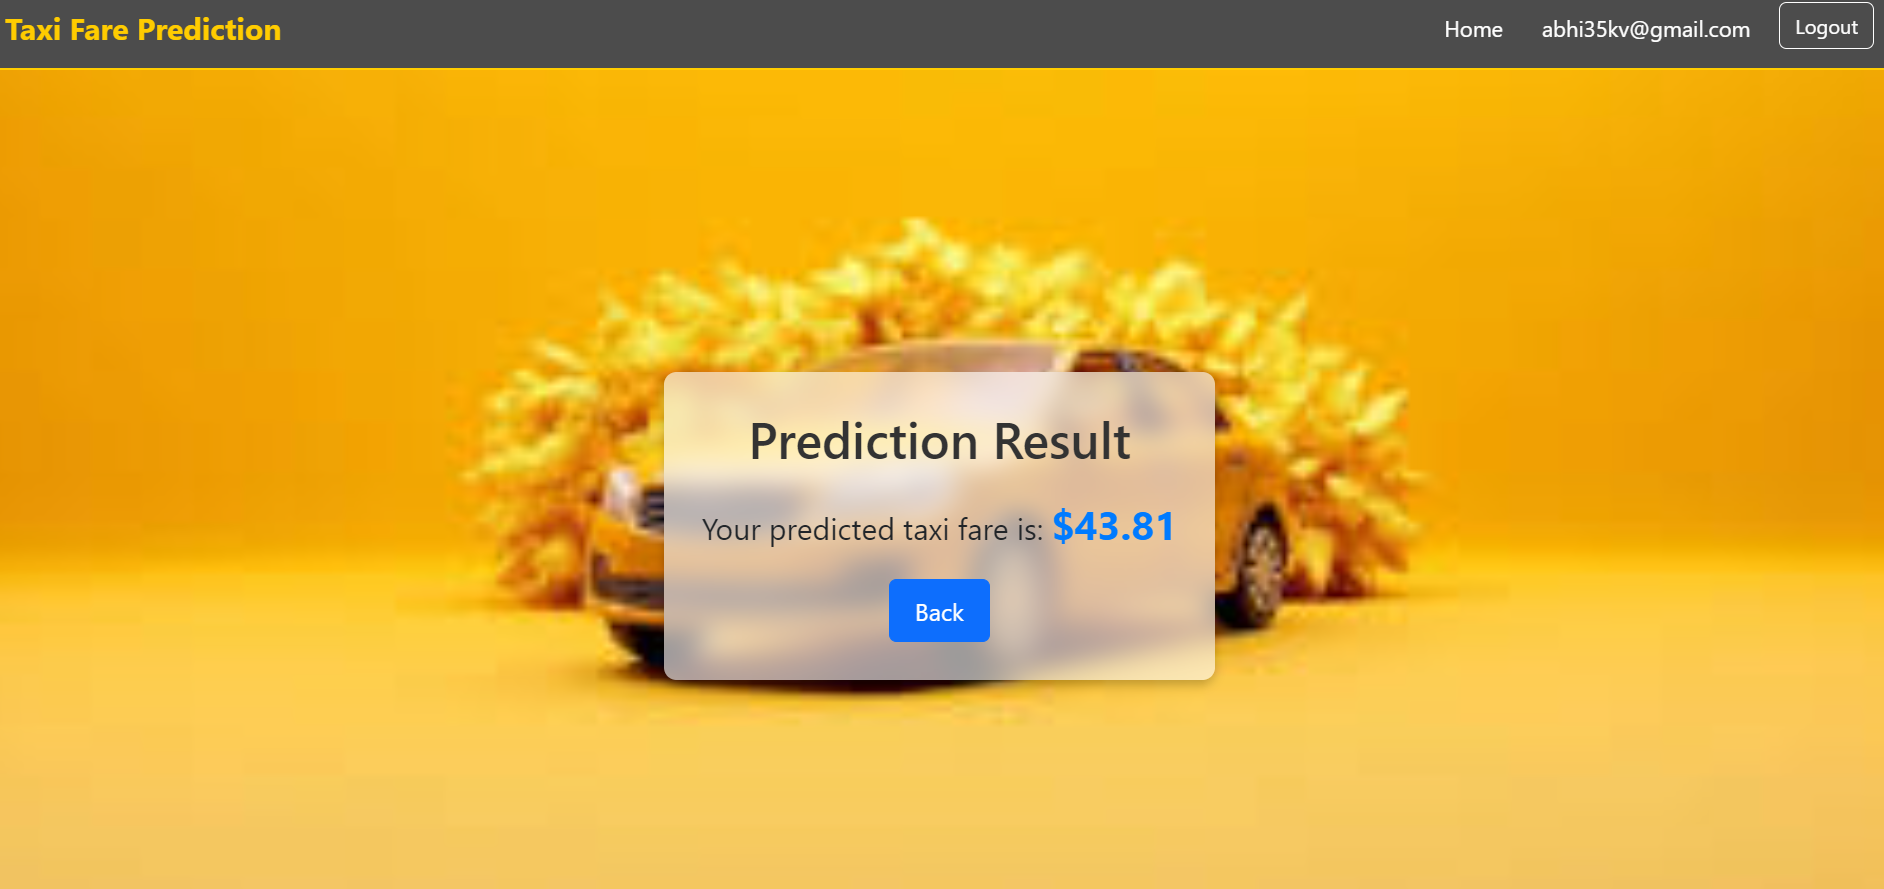 Taxi Fare Prediction
Home abhi35kv@gmail.com Logout
Prediction Result
Your predicted taxi fare is: $43.81
Back